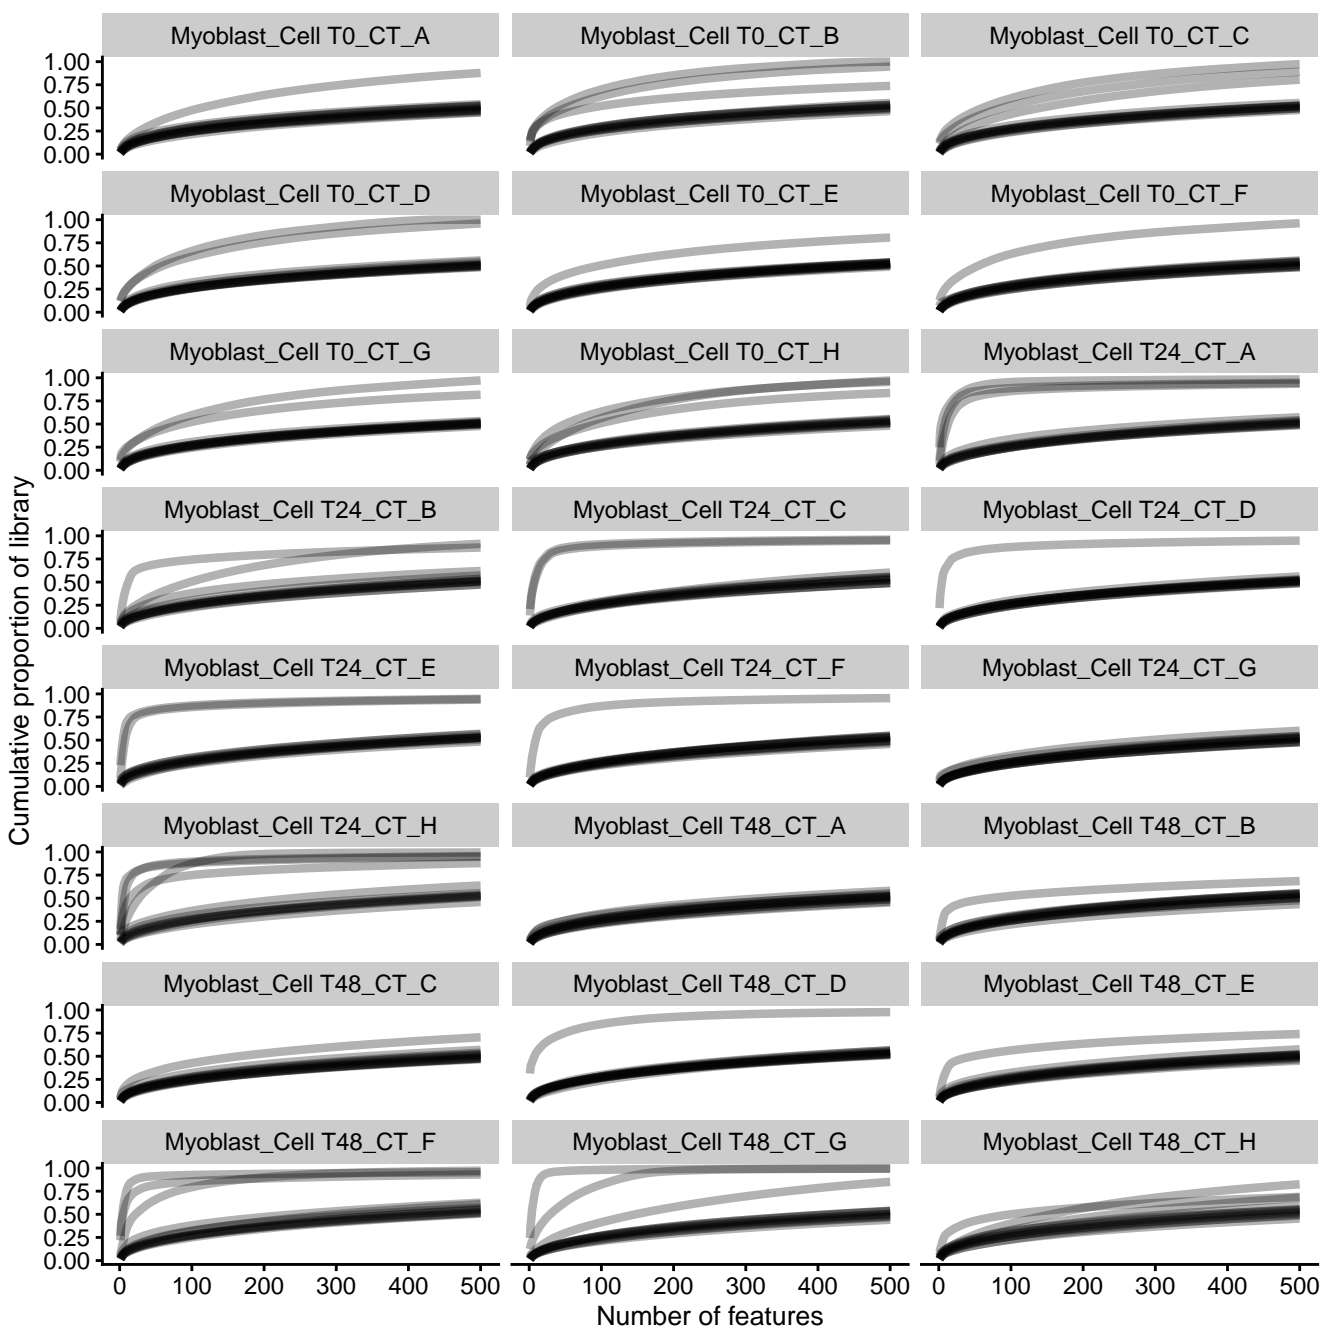 Myoblast_Cell T0_CT_A
Myoblast_Cell T0_CT_B
Myoblast_Cell T0_CT_C
1.00
0.75
0.50
0.25
0.00
Myoblast_Cell T0_CT_D
Myoblast_Cell T0_CT_E
Myoblast_Cell T0_CT_F
1.00
0.75
0.50
0.25
0.00
Myoblast_Cell T0_CT_G
Myoblast_Cell T0_CT_H
Myoblast_Cell T24_CT_A
1.00
0.75
0.50
0.25
0.00
Myoblast_Cell T24_CT_B
Myoblast_Cell T24_CT_C
Myoblast_Cell T24_CT_D
1.00
0.75
0.50
0.25
0.00
Myoblast_Cell T24_CT_E
Myoblast_Cell T24_CT_F
Myoblast_Cell T24_CT_G
1.00
0.75
0.50
0.25
0.00
Myoblast_Cell T24_CT_H
Myoblast_Cell T48_CT_A
Myoblast_Cell T48_CT_B
1.00
0.75
0.50
0.25
0.00
Myoblast_Cell T48_CT_C
Myoblast_Cell T48_CT_D
Myoblast_Cell T48_CT_E
1.00
0.75
0.50
0.25
0.00
Myoblast_Cell T48_CT_F
Myoblast_Cell T48_CT_G
Myoblast_Cell T48_CT_H
1.00
0.75
0.50
0.25
0.00
0 100 200 300 400 500
0 100 200 300 400 500
0 100 200 300 400 500
Number of features
Cumulative proportion of library